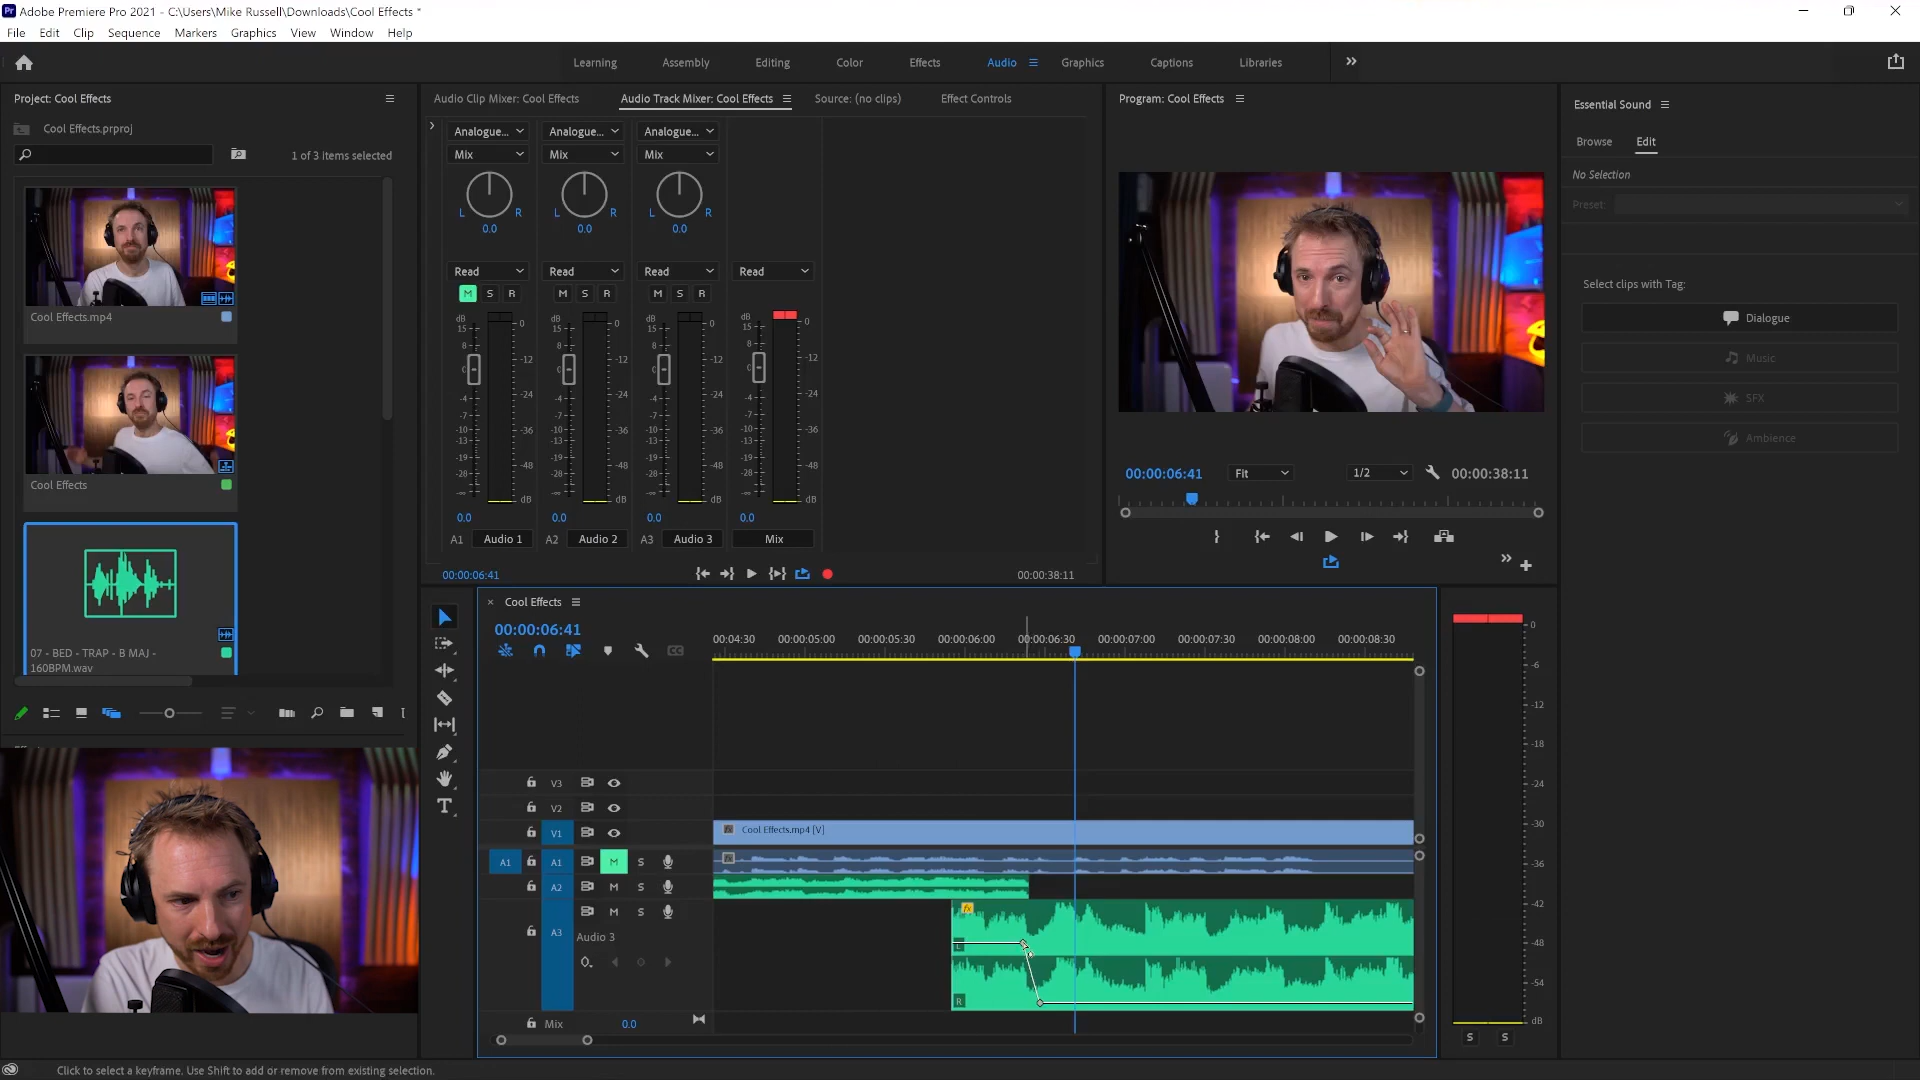 Adobe Premiere Pro 2021 - C:\Users\Mike Russell\Downloads\Cool Effects *
File Edit Clip Sequence Markers Graphics View Window Help
Learning Assembly Editing Color Effects Audio Graphics Captions Libraries
Project: Cool Effects
Cool Effects.prproj
1 of 3 items selected
Cool Effects.mp4
Cool Effects
07 - BED - TRAP - B MAJ -
160BPM.wav
Audio Clip Mixer: Cool Effects Audio Track Mixer: Cool Effects Source: (no clips) Effect Controls
Analogue... Analogue... Analogue...
Mix Mix Mix
L R L R L R
0.0 0.0 0.0
Read Read Read Read
M S R M S R M S R
dB dB dB dB
15 0 15 0 15 0 15 0
8 -12 8 -12 8 -12 8 -12
0 0 0 0
-4 -24 -4 -24 -4 -24 -4 -24
-7 -7 -7 -7
-10 -36 -10 -36 -10 -36 -10 -36
-13 -13 -13 -13
-19 -48 -19 -48 -19 -48 -19 -48
-28 -28 -28 -28
-∞ dB -∞ dB -∞ dB -∞ dB
0.0 0.0 0.0 0.0
A1 Audio 1 A2 Audio 2 A3 Audio 3 Mix
00:00:06:41 00:00:38:11
Program: Cool Effects
00:00:06:41 Fit 1/2 00:00:38:11
Essential Sound
Browse Edit
No Selection
Preset:
Select clips with Tag:
Dialogue
Music
SFX
Ambience
Cool Effects
00:00:06:41
00:04:30 00:00:05:00 00:00:05:30 00:00:06:00 00:00:06:30 00:00:07:00 00:00:07:30 00:00:08:00 00:00:08:30
V3
V2
V1 fx Cool Effects.mp4 [V]
A1 A1 M S fx
A2 M S
M S fx
A3 Audio 3
L
R
Mix 0.0
0
-6
-12
-18
-24
-30
-36
-42
-48
-54
dB
S S
Click to select a keyframe. Use Shift to add or remove from existing selection.